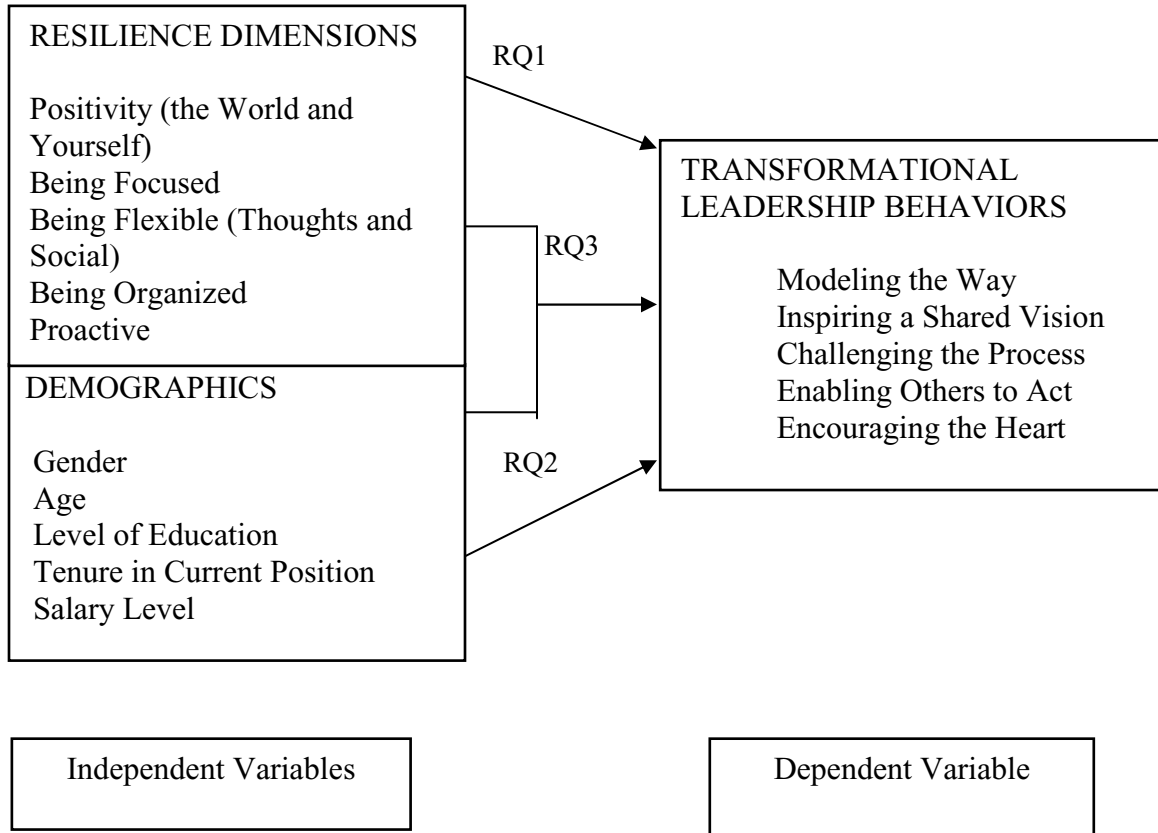 RESILIENCE DIMENSIONS
Positivity (the World and
Yourself)
Being Focused
Being Flexible (Thoughts and
Social)
Being Organized
Proactive
DEMOGRAPHICS
Gender
Age
Level of Education
Tenure in Current Position
Salary Level
RQ1
RQ3
RQ2
TRANSFORMATIONAL
LEADERSHIP BEHAVIORS
Modeling the Way
Inspiring a Shared Vision
Challenging the Process
Enabling Others to Act
Encouraging the Heart
Independent Variables
Dependent Variable